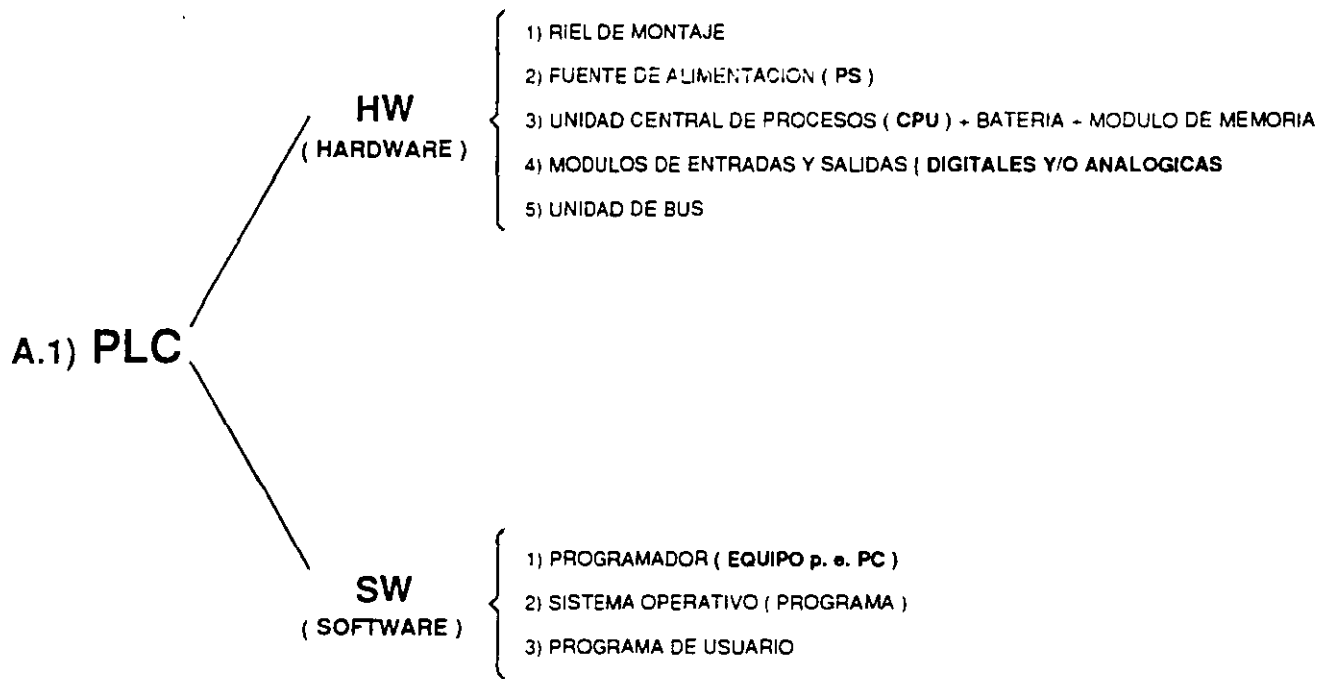 1) RIEL DE MONTAJE
2) FUENTE DE ALIMENTACION ( PS )
HW
( HARDWARE )
3) UNIDAD CENTRAL DE PROCESOS ( CPU ) + BATERIA + MODULO DE MEMORIA
4) MODULOS DE ENTRADAS Y SALIDAS ( DIGITALES Y/O ANALOGICAS
5) UNIDAD DE BUS
A.1) PLC
SW
( SOFTWARE )
1) PROGRAMADOR ( EQUIPO p. e. PC )
2) SISTEMA OPERATIVO ( PROGRAMA )
3) PROGRAMA DE USUARIO